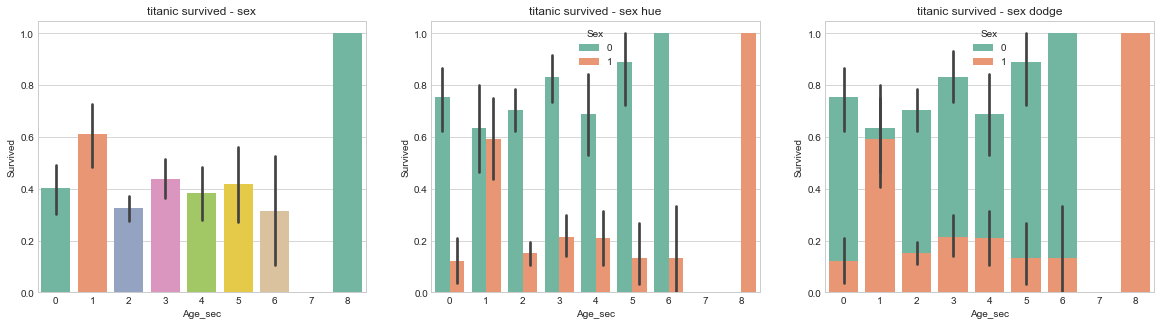 titanic survived - sex
1.0
0.8
0.6
0.4
0.2
0.0
Survived
0 1 2 3 4 5 6 7 8
Age_sec
titanic survived - sex hue
Sex
0
1
1.0
0.8
0.6
0.4
0.2
0.0
Survived
0 1 2 3 4 5 6 7 8
Age_sec
titanic survived - sex dodge
Sex
0
1
1.0
0.8
0.6
0.4
0.2
0.0
Survived
0 1 2 3 4 5 6 7 8
Age_sec